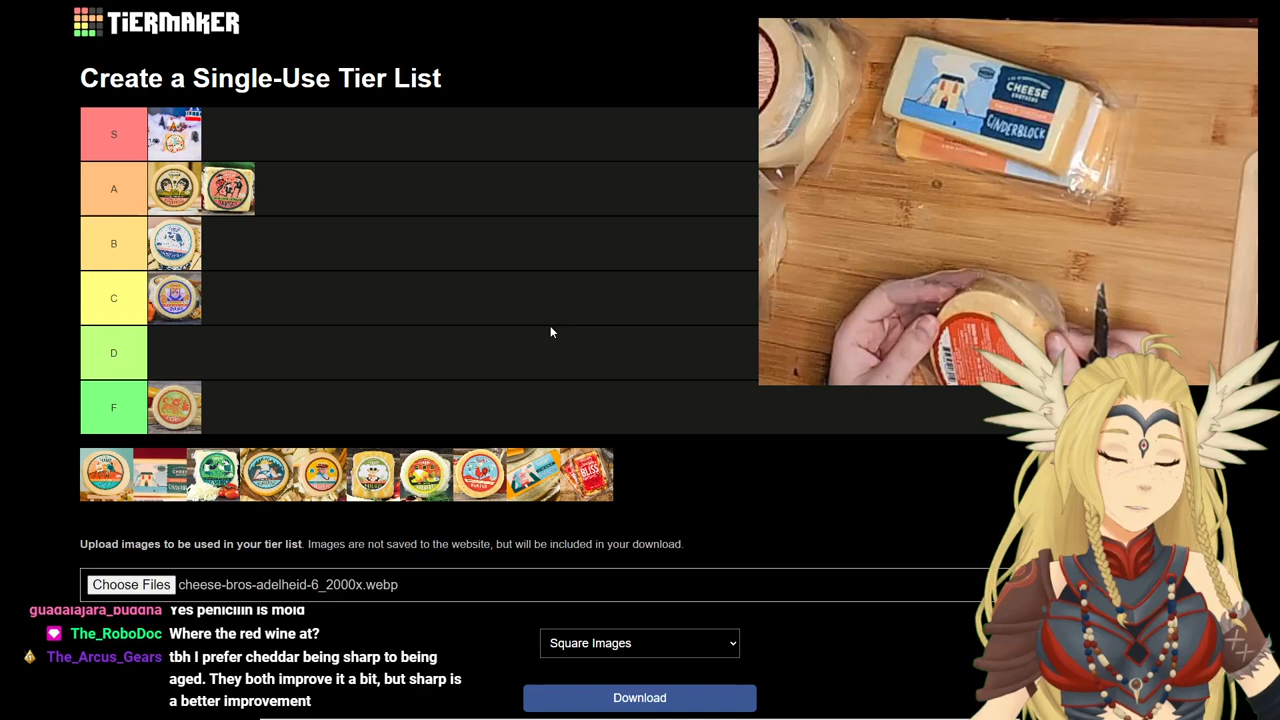 TiERMAKER
Create a Single-Use Tier List
S
A
B
C
D
F
CHEESE
BROTHERS
CINDERBLOCK
Upload images to be used in your tier list. Images are not saved to the website, but will be included in your download.
Choose Files cheese-bros-adelheid-6_2000x.webp
guadalajara_buddha Yes penicilin is mold
The_RoboDoc Where the red wine at?
The_Arcus_Gears tbh I prefer cheddar being sharp to being
aged. They both improve it a bit, but sharp is
a better improvement
Square Images
Download